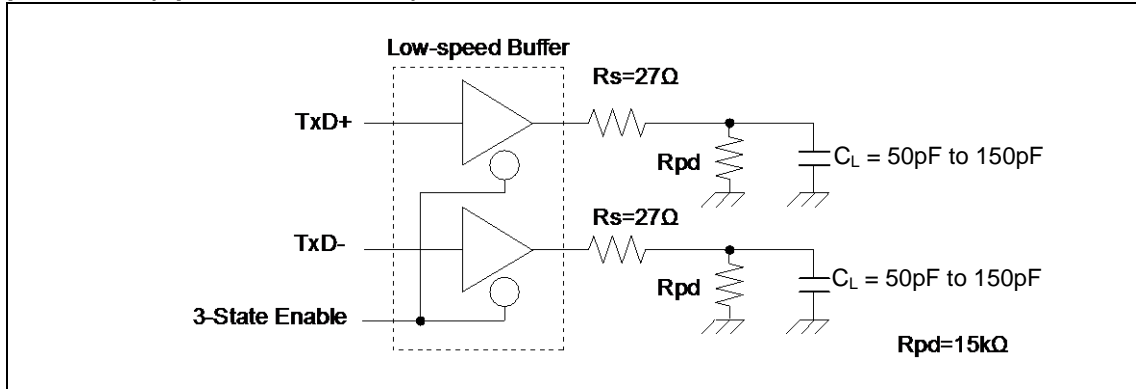 Low-speed Buffer
Rs=27Ω
TxD+
Rpd
CL = 50pF to 150pF
Rs=27Ω
TxD-
Rpd
CL = 50pF to 150pF
3-State Enable
Rpd=15kΩ